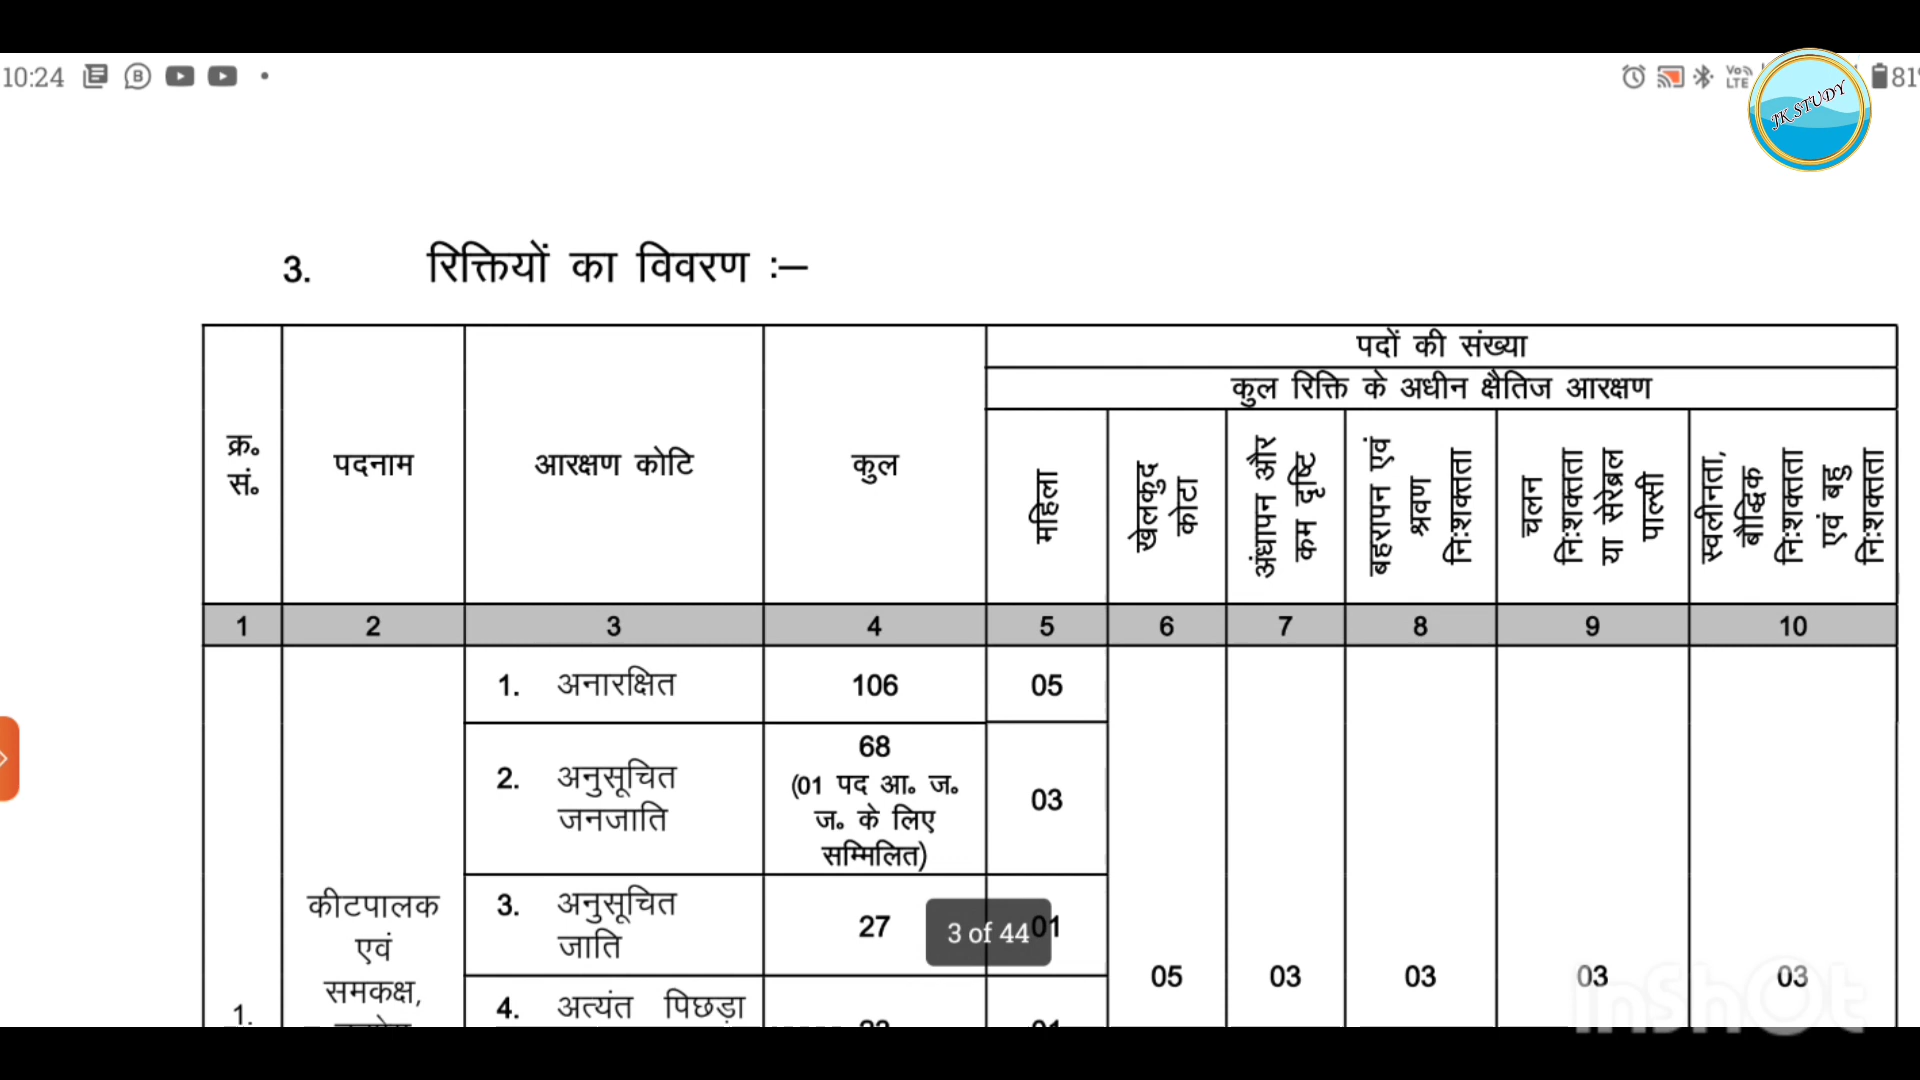 10:24
81
JK STUDY
3. रिक्तियों का विवरण :–
क्र० सं०
पदनाम
आरक्षण कोटि
कुल
पदों की संख्या
कुल रिक्ति के अधीन क्षैतिज आरक्षण
महिला
खेलकुद कोटा
अंधापन और कम दृष्टि
बहरापन एवं श्रवण निःशक्तता
चलन निःशक्तता या सेरेब्रल पाल्सी
स्वलीनता, बौद्धिक निःशक्तता एवं बहु निःशक्तता
1 2 3 4 5 6 7 8 9 10
1. अनारक्षित 106 05
2. अनुसूचित जनजाति
68
(01 पद आ० ज०
ज० के लिए
सम्मिलित)
03
3. अनुसूचित जाति 27 01
3 of 44
कीटपालक
एवं
समकक्ष,
1.
4. अत्यंत पिछड़ा
05 03 03 03 03
InShOt